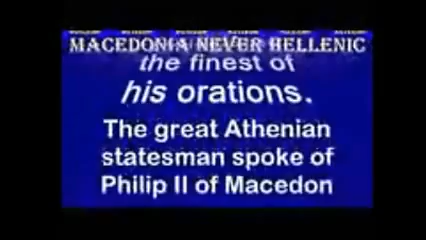 MACEDONIA NEVER HELLENIC
the finest of
his orations.
The great Athenian
statesman spoke of
Philip II of Macedon